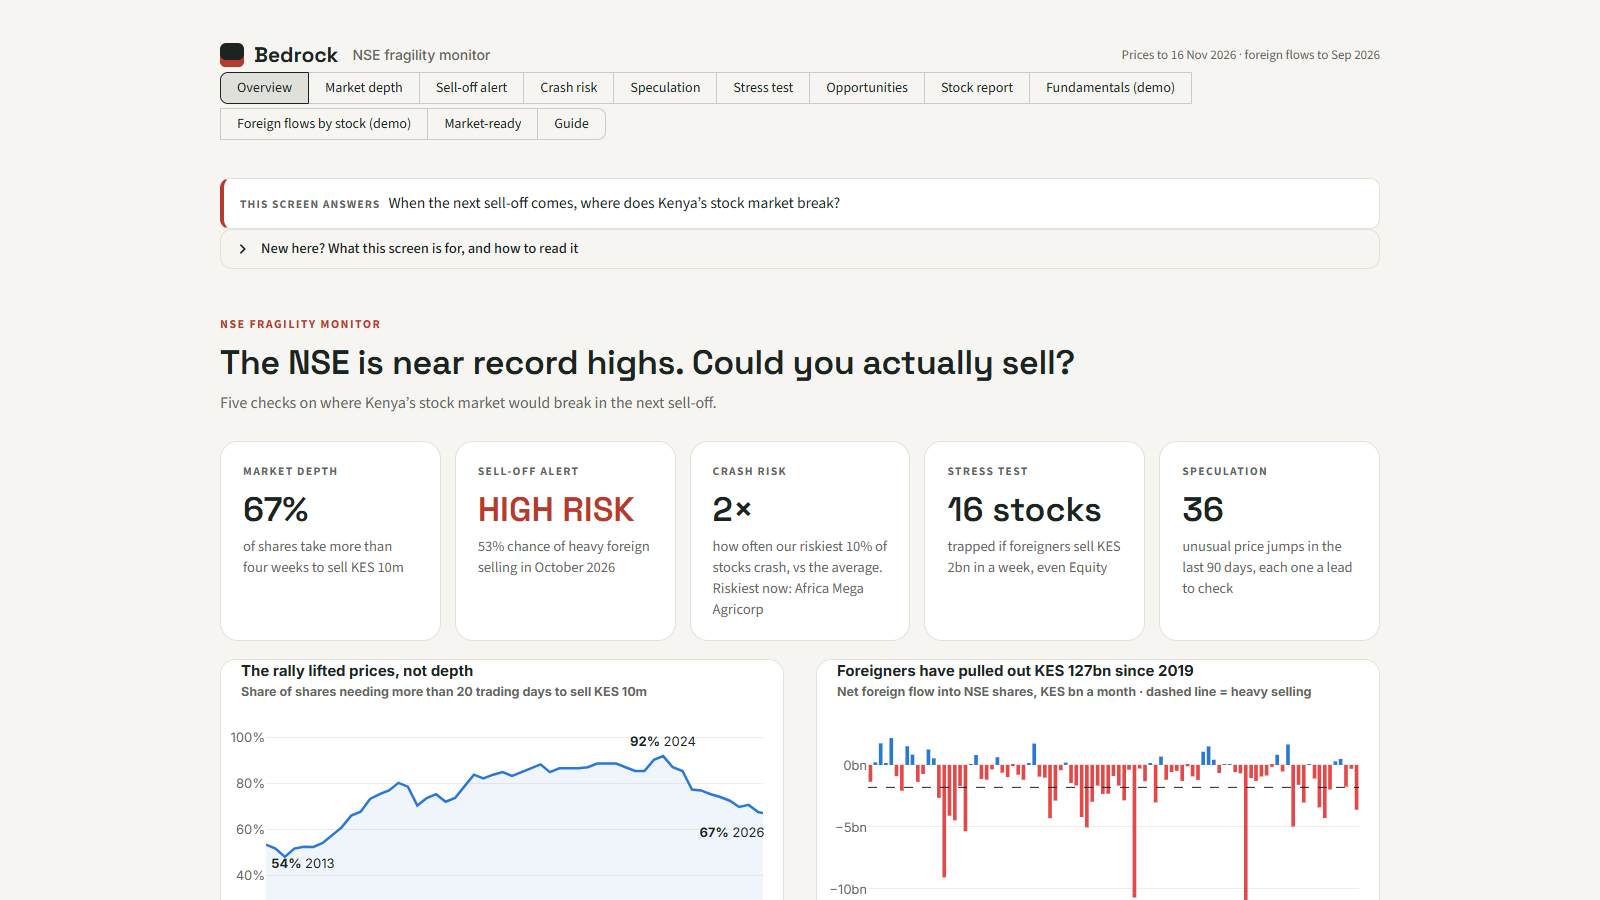 Bedrock NSE fragility monitor
Prices to 16 Nov 2026 · foreign flows to Sep 2026
Overview Market depth Sell-off alert Crash risk Speculation Stress test Opportunities Stock report Fundamentals (demo)
Foreign flows by stock (demo) Market-ready Guide
THIS SCREEN ANSWERS When the next sell-off comes, where does Kenya’s stock market break?
New here? What this screen is for, and how to read it
NSE FRAGILITY MONITOR
The NSE is near record highs. Could you actually sell?
Five checks on where Kenya’s stock market would break in the next sell-off.
MARKET DEPTH
67%
of shares take more than
four weeks to sell KES 10m
SELL-OFF ALERT
HIGH RISK
53% chance of heavy foreign
selling in October 2026
CRASH RISK
2×
how often our riskiest 10% of
stocks crash, vs the average.
Riskiest now: Africa Mega
Agricorp
STRESS TEST
16 stocks
trapped if foreigners sell KES
2bn in a week, even Equity
SPECULATION
36
unusual price jumps in the
last 90 days, each one a lead
to check
The rally lifted prices, not depth
Share of shares needing more than 20 trading days to sell KES 10m
100%
80%
60%
40%
92% 2024
67% 2026
54% 2013
Foreigners have pulled out KES 127bn since 2019
Net foreign flow into NSE shares, KES bn a month · dashed line = heavy selling
0bn
−5bn
−10bn